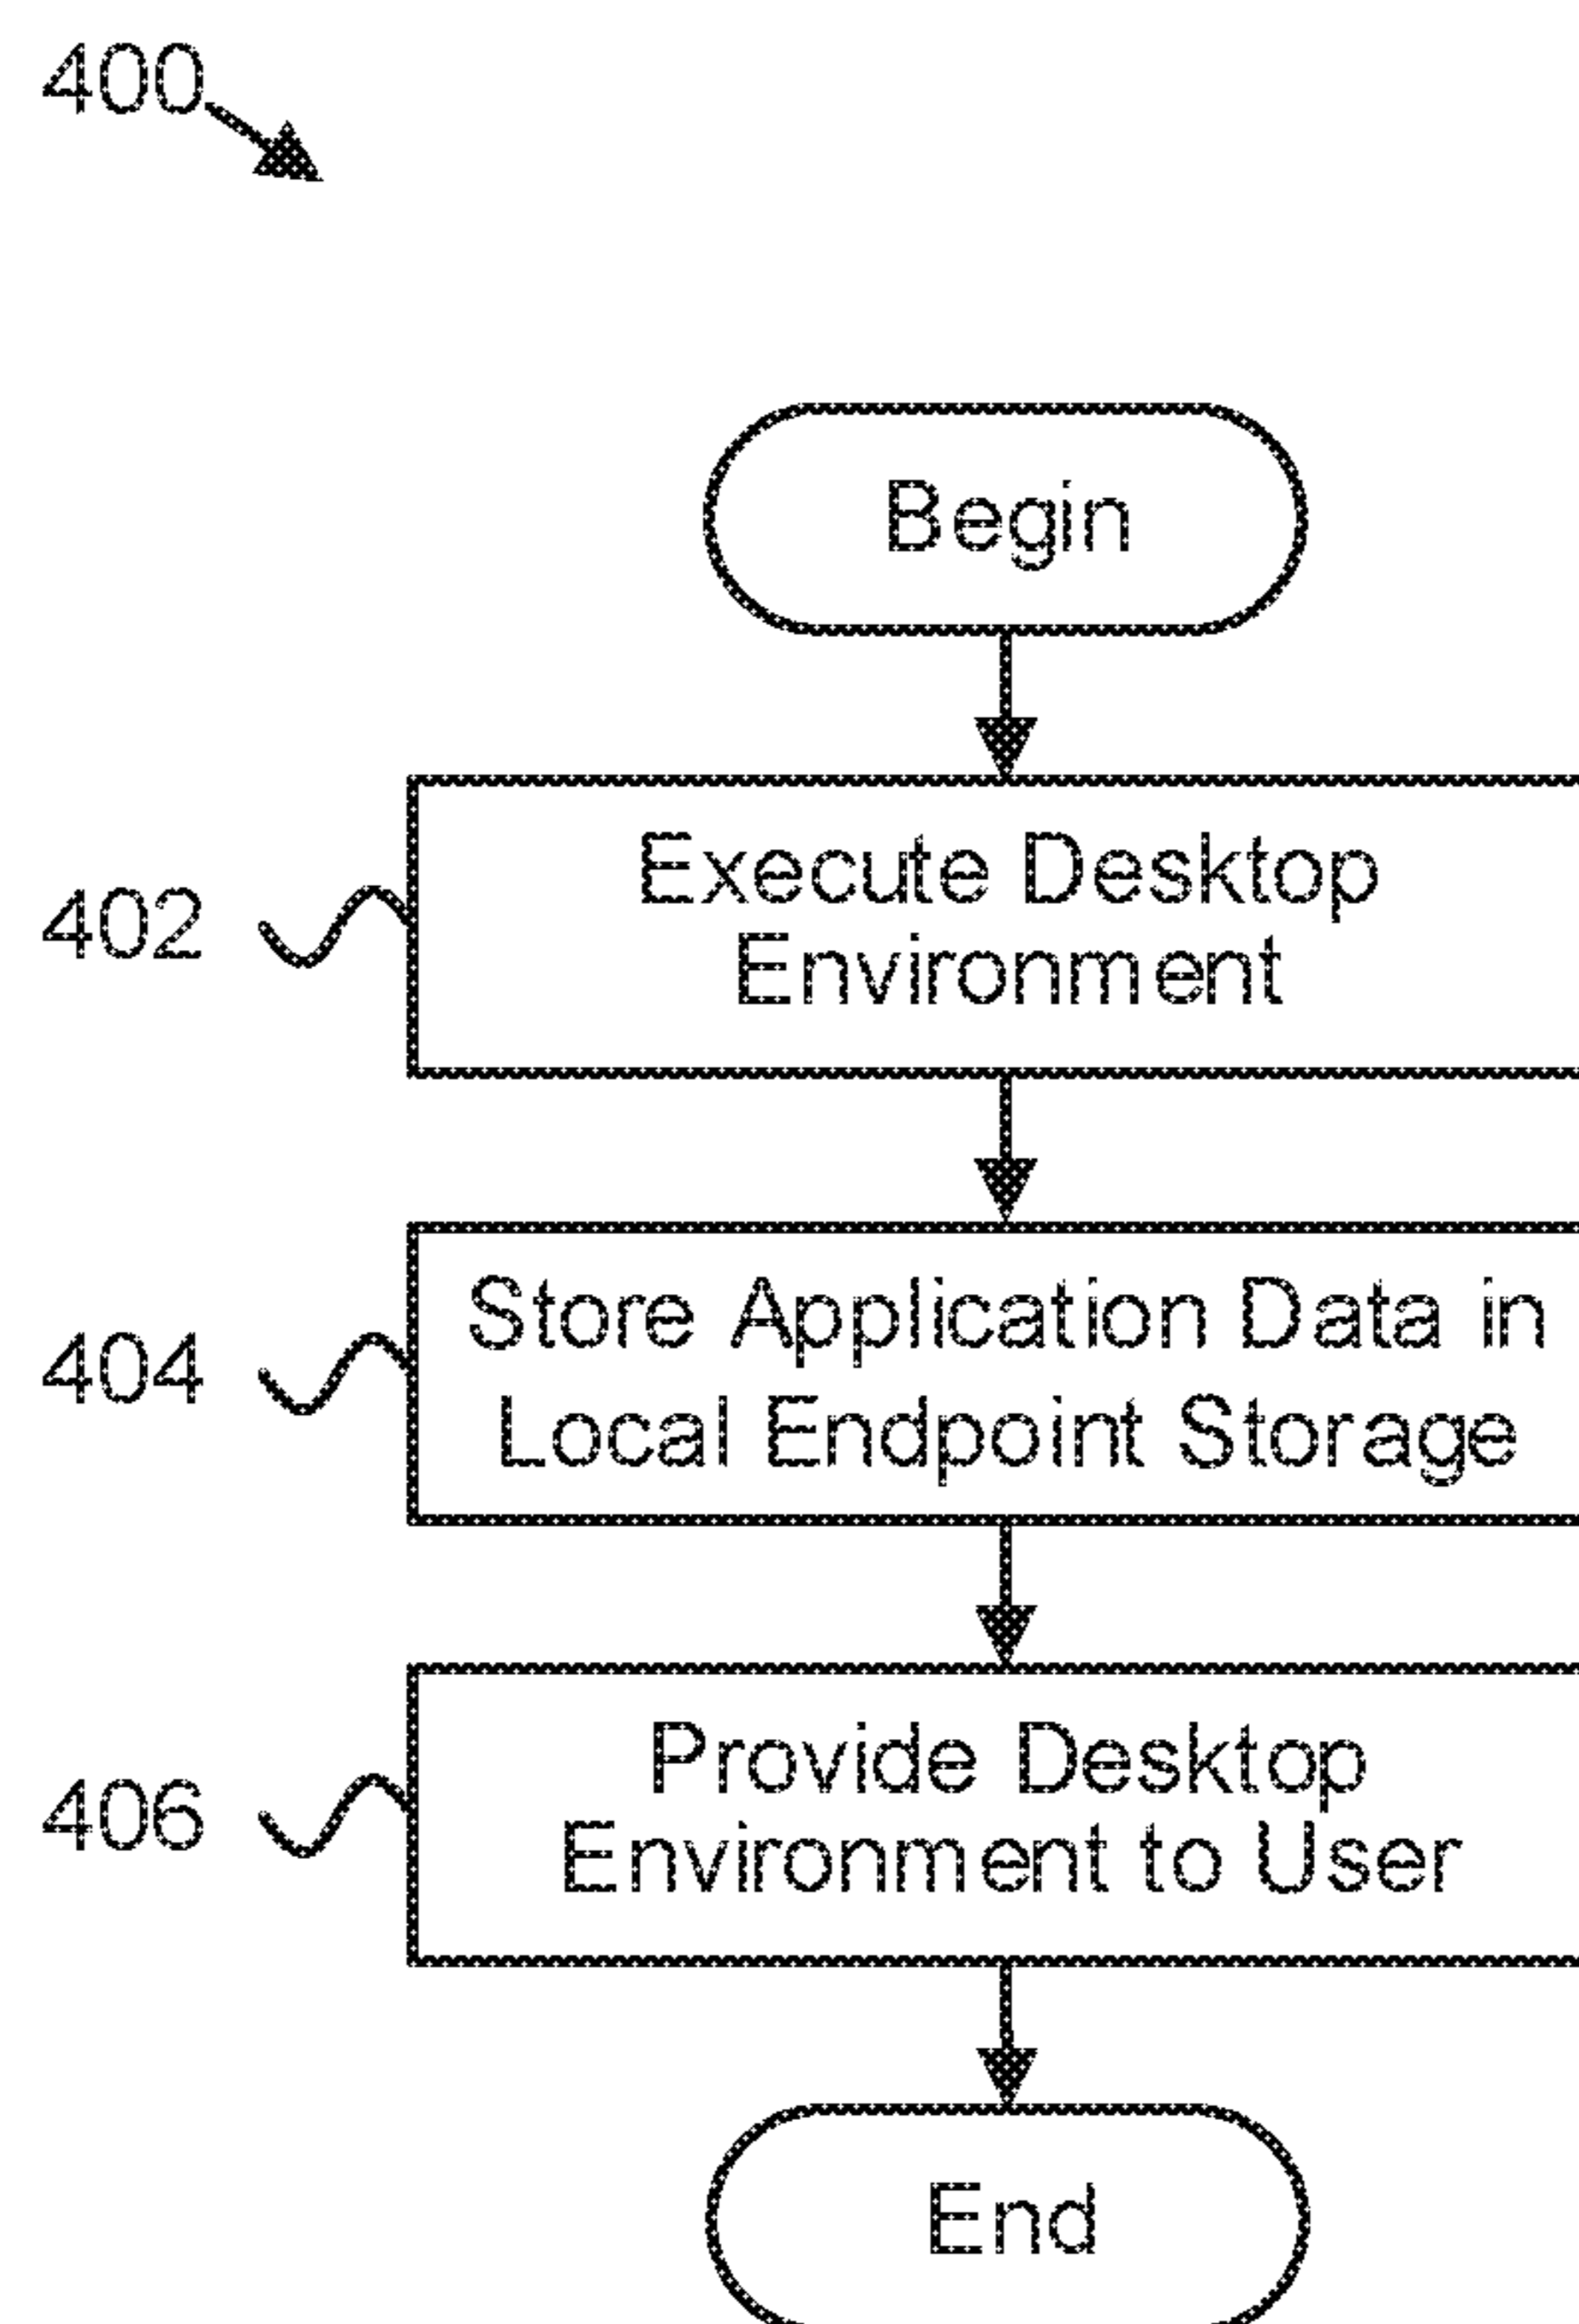 400
Begin
402
Execute Desktop
Environment
404
Store Application Data in
Local Endpoint Storage
406
Provide Desktop
Environment to User
End